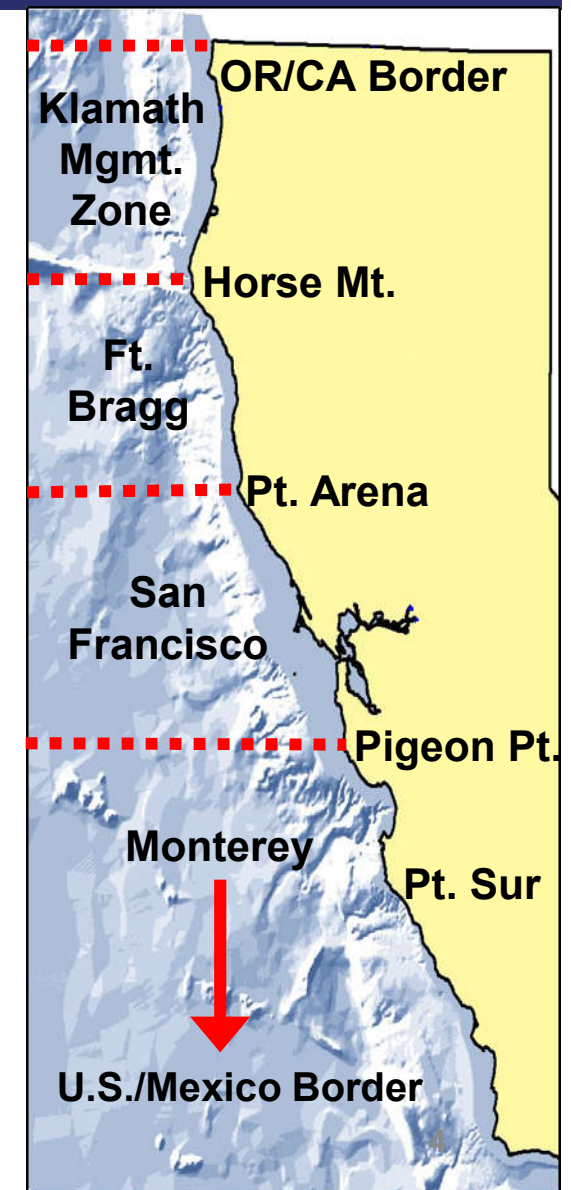 OR/CA Border
Klamath
Mgmt.
Zone
Horse Mt.
Ft.
Bragg
Pt. Arena
San
Francisco
Pigeon Pt.
Monterey
Pt. Sur
U.S./Mexico Border
4